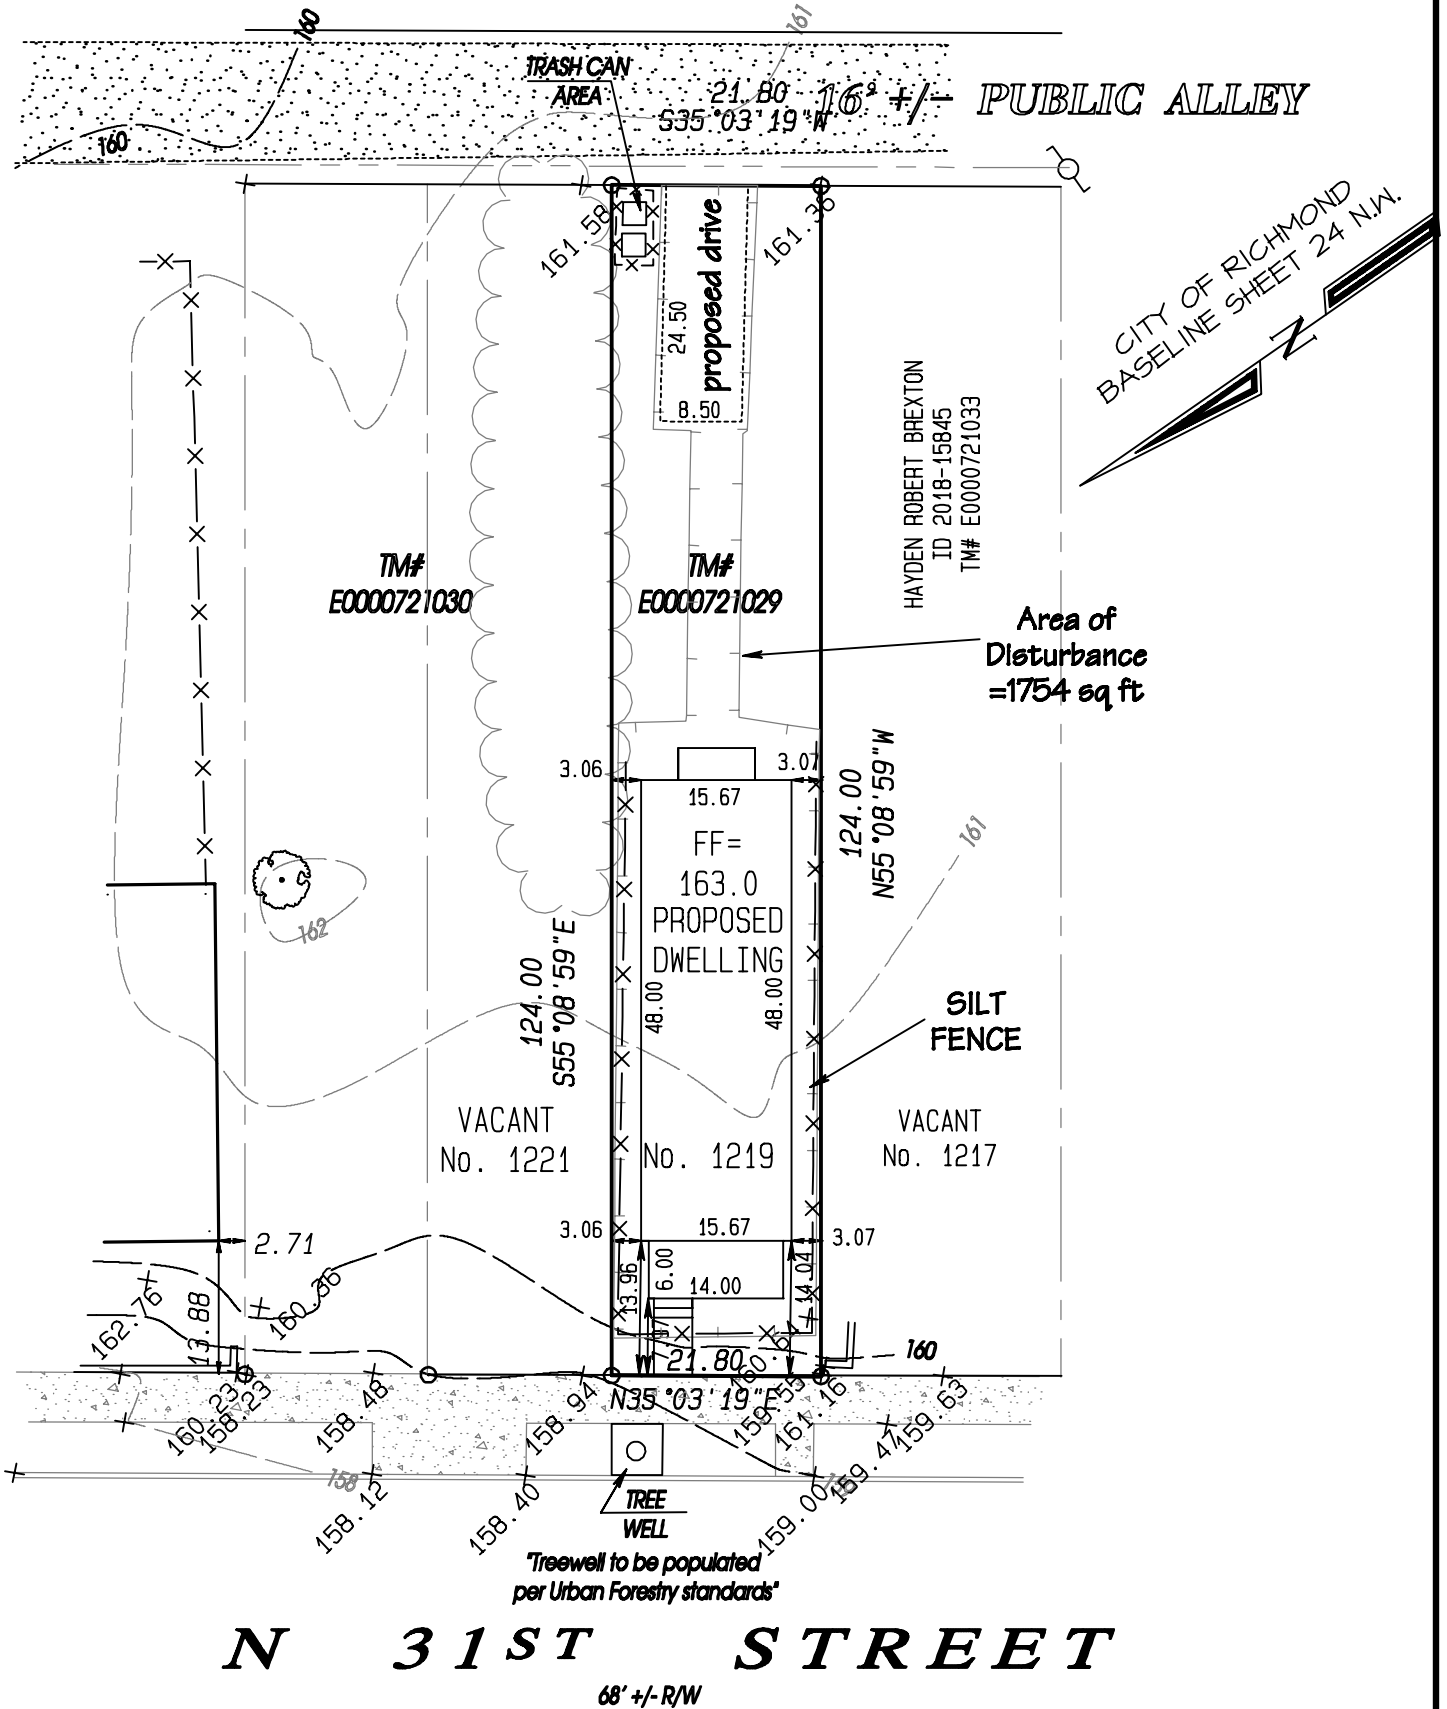 160
161
TRASH CAN
AREA
21.80
S35°03'19"W
16' +/- PUBLIC ALLEY
160
161.58
161.36
proposed drive
24.50
8.50
CITY OF RICHMOND
BASELINE SHEET 24 N.W.
N
HAYDEN ROBERT BREXTON
ID 2018-15845
TM# E0000721033
TM#
E0000721030
TM#
E0000721029
Area of
Disturbance
=1754 sq ft
3.06
3.07
15.67
124.00
N55°08'59"W
161
FF=
163.0
PROPOSED
DWELLING
162
124.00
S55°08'59"E
48.00
48.00
SILT
FENCE
VACANT
No. 1221
No. 1219
VACANT
No. 1217
3.06
15.67
3.07
2.71
13.96
6.00
14.00
14.04
162.76
160.36
13.88
160.64
160
21.80
N35°03'19"E
160.23
158.23
158.48
158.94
159.55
161.16
159.47
159.63
158
158.12
158.40
159.00
TREE
WELL
"Treewell to be populated
per Urban Forestry standards"
N 31ST STREET
68' +/- R/W